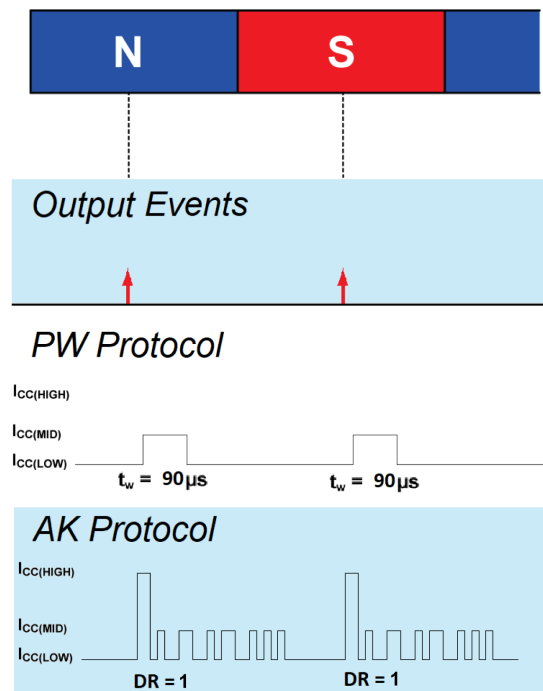 N S
Output Events
PW Protocol
ICC(HIGH)
ICC(MID)
ICC(LOW)
tw = 90µs tw = 90µs
AK Protocol
ICC(HIGH)
ICC(MID)
ICC(LOW)
DR = 1 DR = 1